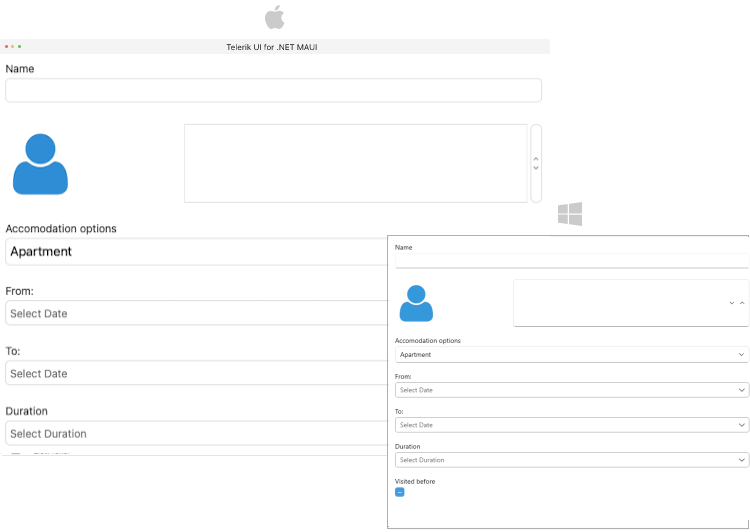 Telerik UI for .NET MAUI
Name
Accomodation options
Apartment
From:
Select Date
To:
Select Date
Duration
Select Duration
Name
Accomodation options
Apartment
From:
Select Date
To:
Select Date
Duration
Select Duration
Visited before